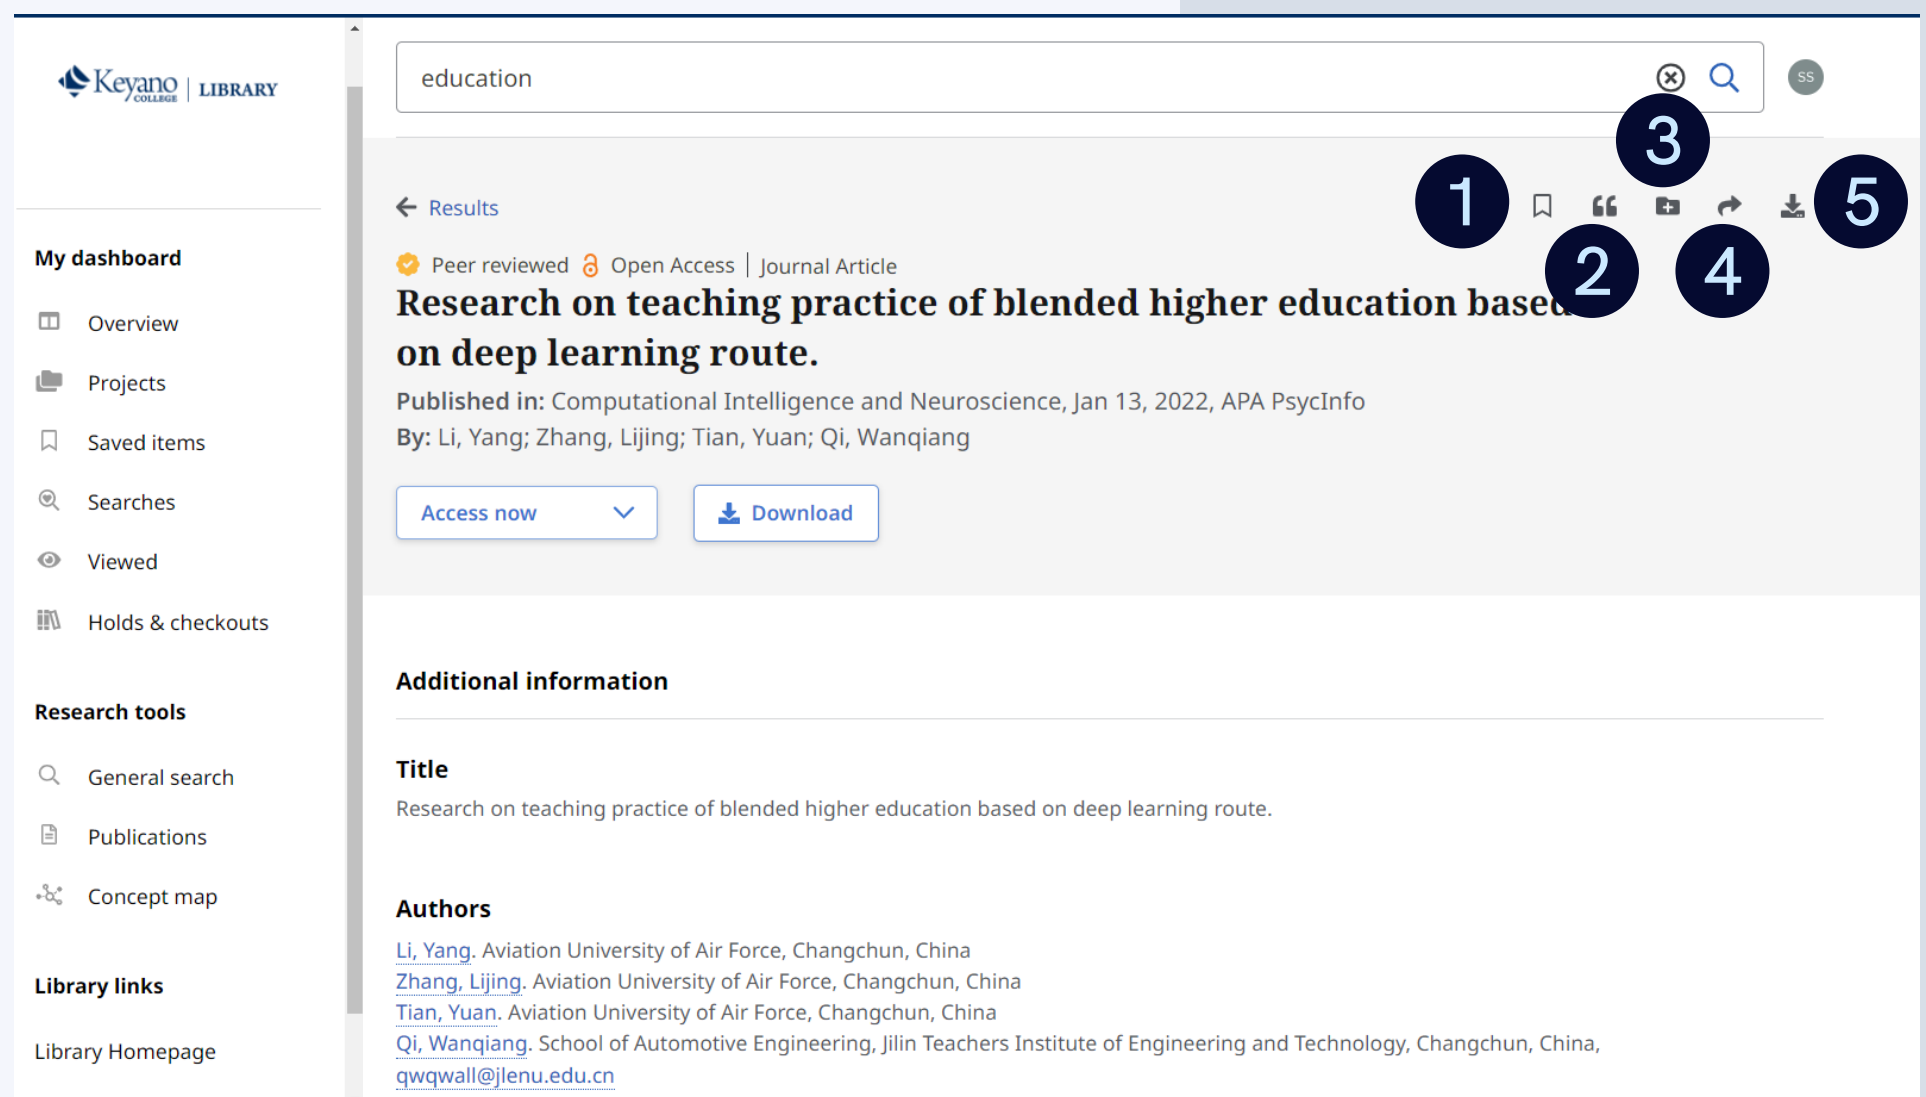 Keyano
COLLEGE
LIBRARY
My dashboard
Overview
Projects
Saved items
Searches
Viewed
Holds & checkouts
Research tools
General search
Publications
Concept map
Library links
Library Homepage
education
SS
Results
1
2
3
4
5
Peer reviewed Open Access | Journal Article
Research on teaching practice of blended higher education based
on deep learning route.
Published in: Computational Intelligence and Neuroscience, Jan 13, 2022, APA PsycInfo
By: Li, Yang; Zhang, Lijing; Tian, Yuan; Qi, Wanqiang
Access now
Download
Additional information
Title
Research on teaching practice of blended higher education based on deep learning route.
Authors
Li, Yang. Aviation University of Air Force, Changchun, China
Zhang, Lijing. Aviation University of Air Force, Changchun, China
Tian, Yuan. Aviation University of Air Force, Changchun, China
Qi, Wanqiang. School of Automotive Engineering, Jilin Teachers Institute of Engineering and Technology, Changchun, China,
qwqwall@jlenu.edu.cn